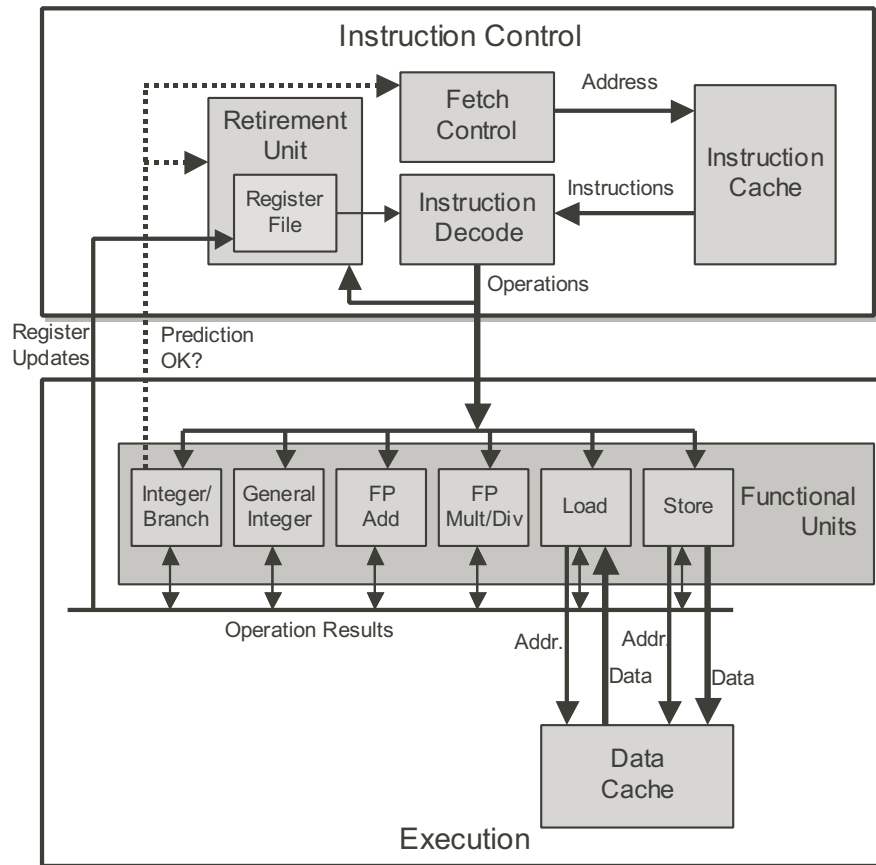 Instruction Control
Fetch
Control
Address
Retirement
Unit
Instruction
Cache
Register
File
Instruction
Decode
Instructions
Operations
Register
Updates
Prediction
OK?
Integer/
Branch
General
Integer
FP
Add
FP
Mult/Div
Load
Store
Functional
Units
Operation Results
Addr.
Addr.
Data
Data
Data
Cache
Execution